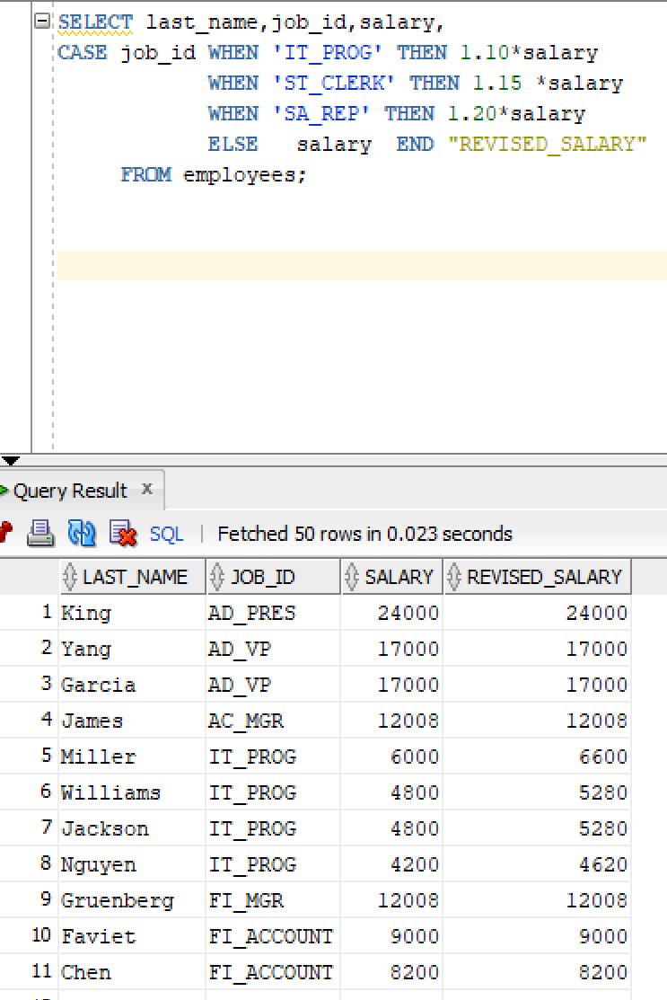 SELECT last_name,job_id,salary,
CASE job_id WHEN 'IT_PROG' THEN 1.10*salary
WHEN 'ST_CLERK' THEN 1.15 *salary
WHEN 'SA_REP' THEN 1.20*salary
ELSE salary END "REVISED_SALARY"
FROM employees;
Query Result x
SQL | Fetched 50 rows in 0.023 seconds
LAST_NAME JOB_ID SALARY REVISED_SALARY
1 King AD_PRES 24000 24000
2 Yang AD_VP 17000 17000
3 Garcia AD_VP 17000 17000
4 James AC_MGR 12008 12008
5 Miller IT_PROG 6000 6600
6 Williams IT_PROG 4800 5280
7 Jackson IT_PROG 4800 5280
8 Nguyen IT_PROG 4200 4620
9 Gruenberg FI_MGR 12008 12008
10 Faviet FI_ACCOUNT 9000 9000
11 Chen FI_ACCOUNT 8200 8200